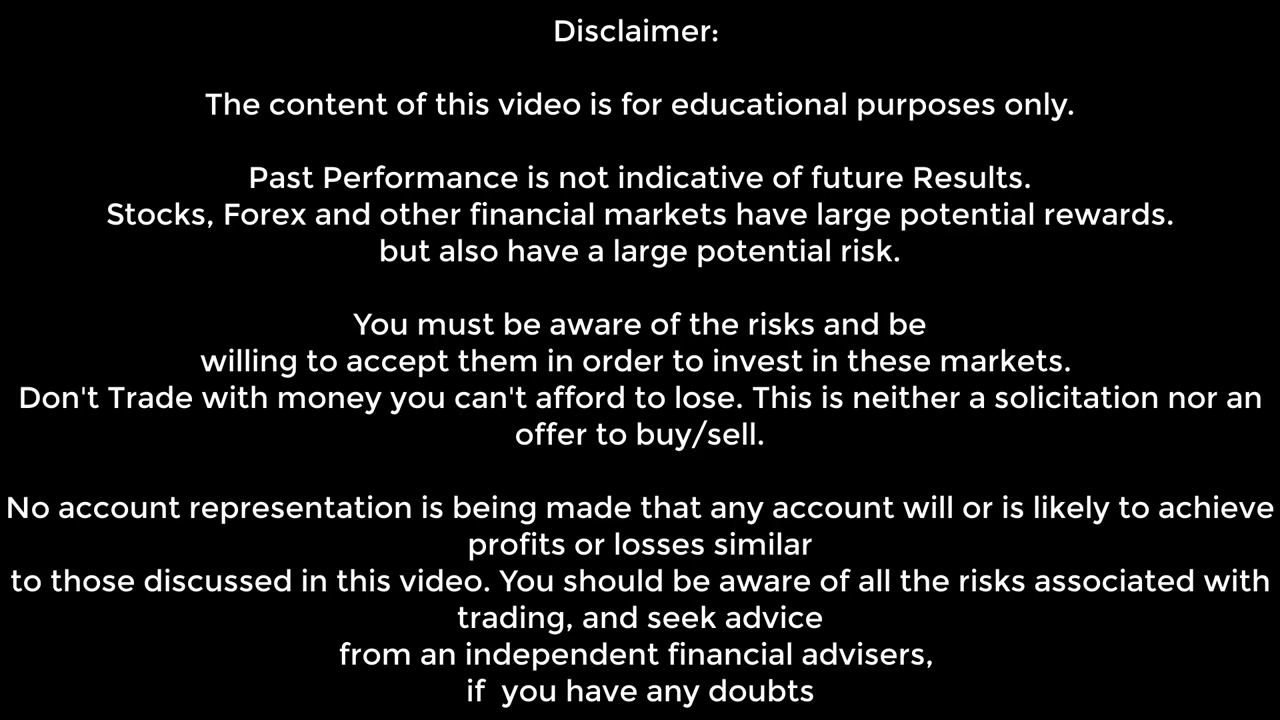 Disclaimer:
The content of this video is for educational purposes only.
Past Performance is not indicative of future Results.
Stocks, Forex and other financial markets have large potential rewards.
but also have a large potential risk.
You must be aware of the risks and be
willing to accept them in order to invest in these markets.
Don't Trade with money you can't afford to lose. This is neither a solicitation nor an
offer to buy/sell.
No account representation is being made that any account will or is likely to achieve
profits or losses similar
to those discussed in this video. You should be aware of all the risks associated with
trading, and seek advice
from an independent financial advisers,
if  you have any doubts